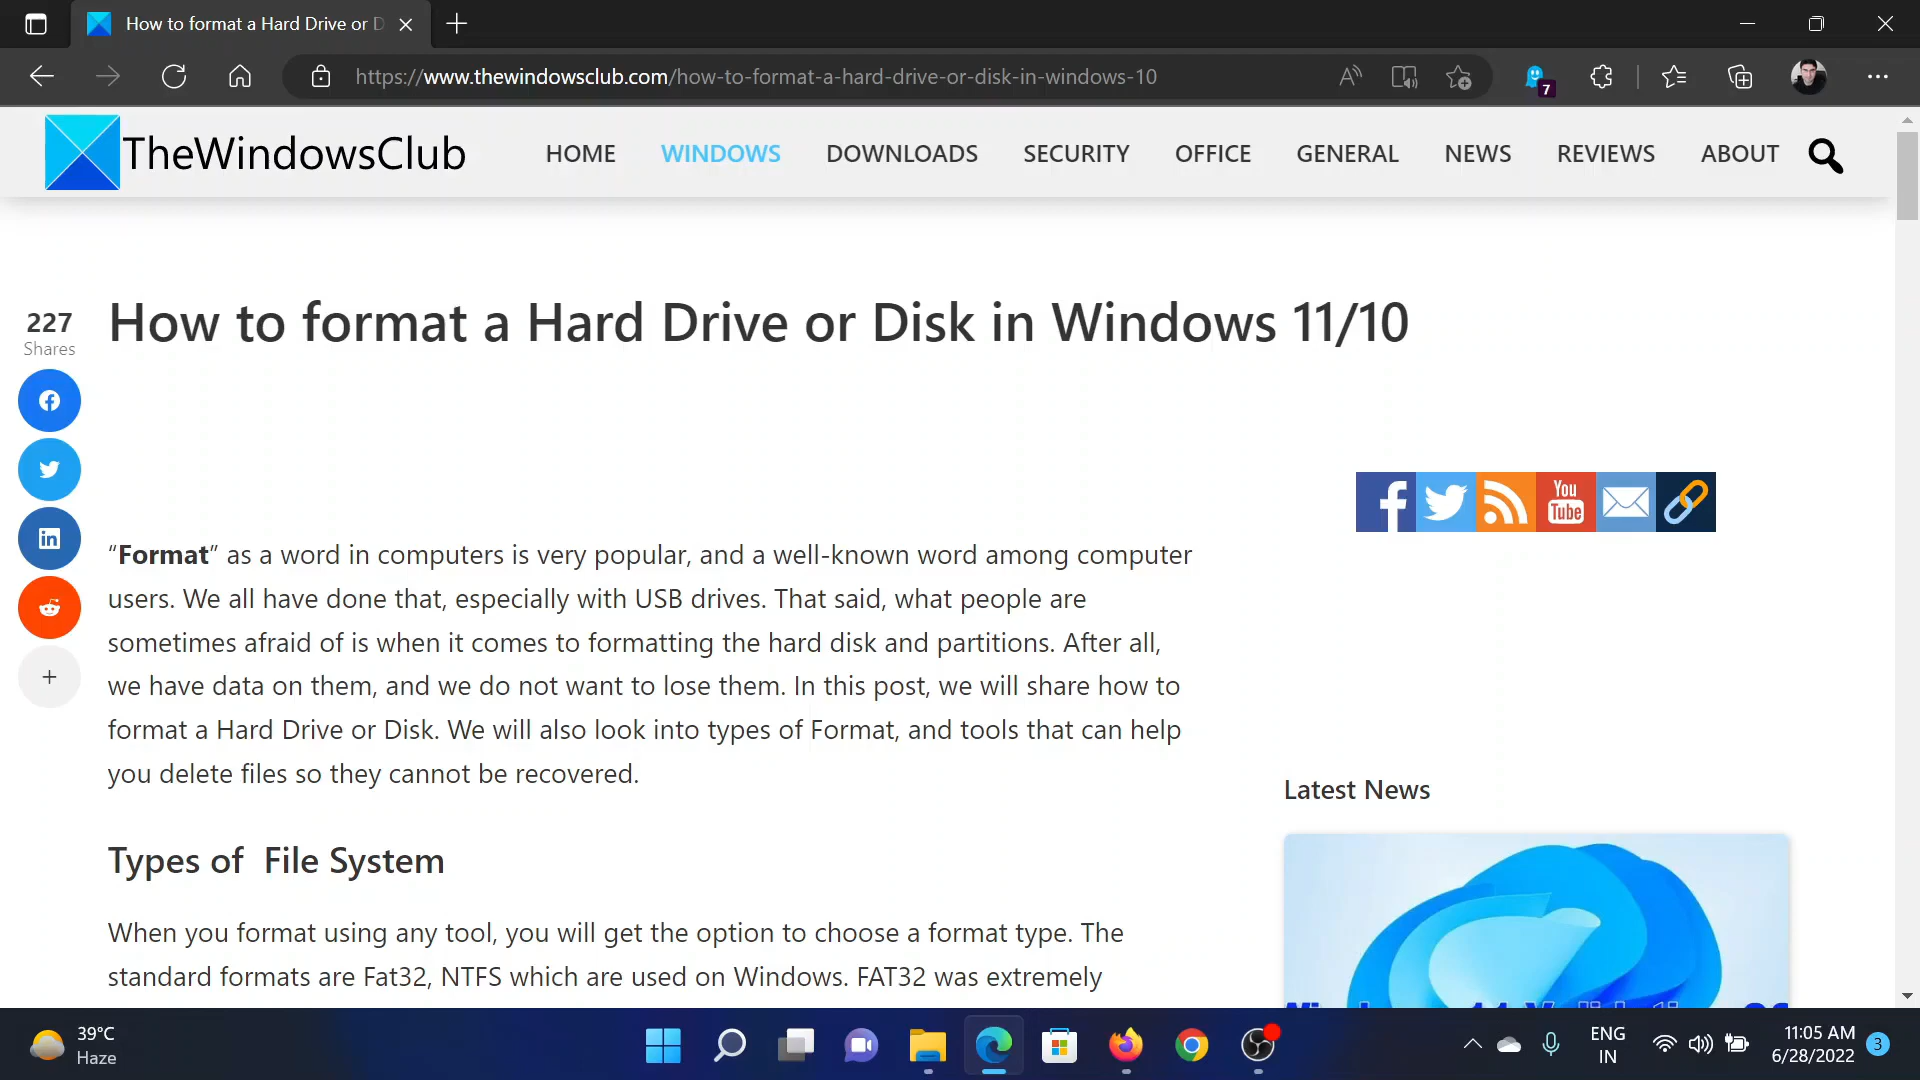 How to format a Hard Drive or D
https://www.thewindowsclub.com/how-to-format-a-hard-drive-or-disk-in-windows-10
7
TheWindowsClub
HOME
WINDOWS
DOWNLOADS
SECURITY
OFFICE
GENERAL
NEWS
REVIEWS
ABOUT
227
Shares
How to format a Hard Drive or Disk in Windows 11/10
You
Tube
“Format” as a word in computers is very popular, and a well-known word among computer
users. We all have done that, especially with USB drives. That said, what people are
sometimes afraid of is when it comes to formatting the hard disk and partitions. After all,
we have data on them, and we do not want to lose them. In this post, we will share how to
format a Hard Drive or Disk. We will also look into types of Format, and tools that can help
you delete files so they cannot be recovered.
Latest News
Types of  File System
When you format using any tool, you will get the option to choose a format type. The
standard formats are Fat32, NTFS which are used on Windows. FAT32 was extremely
39°C
Haze
ENG
IN
11:05 AM
6/28/2022
3